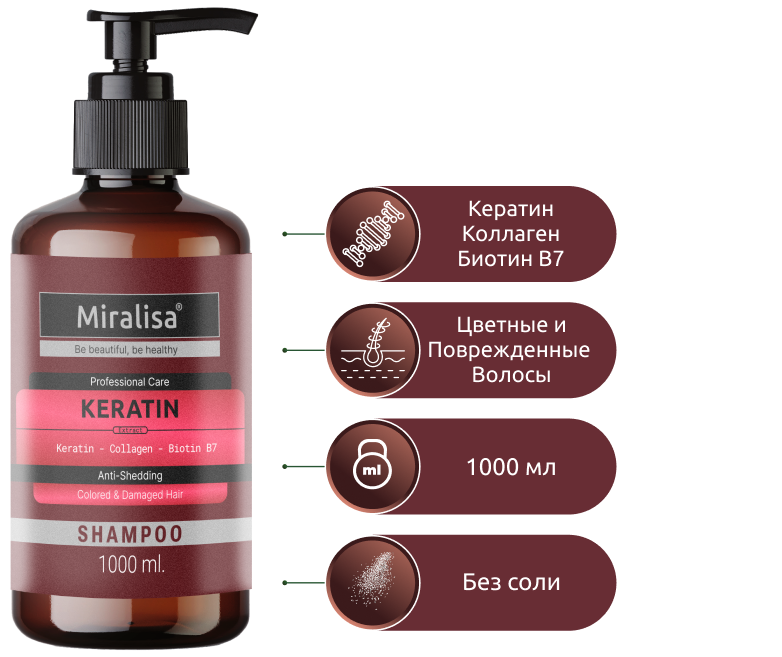 Miralisa®
Be beautiful, be healthy
Professional Care
KERATIN
Extract
Keratin - Collagen - Biotin B7
Anti-Shedding
Colored & Damaged Hair
SHAMPOO
1000 ml.
Кератин
Коллаген
Биотин B7
Цветные и
Поврежденные
Волосы
ml
1000 мл
Без соли